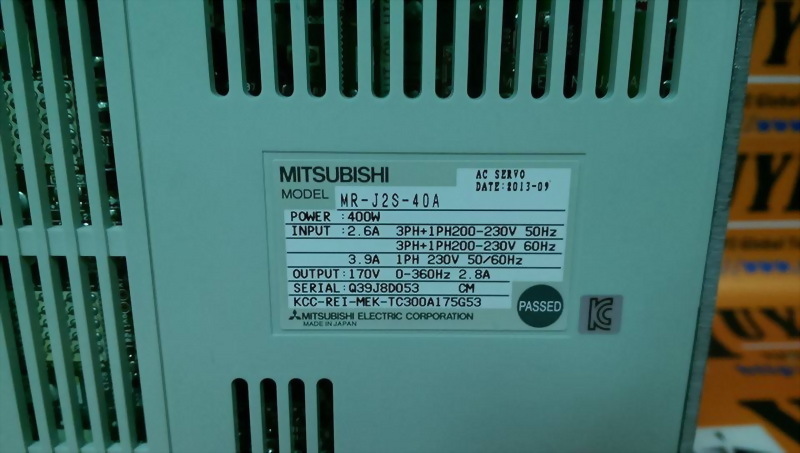 MITSUBISHI
AC SERVO
DATE:2013-09
MODEL MR-J2S-40A
POWER :400W
INPUT :2.6A 3PH+1PH200-230V 50Hz
3PH+1PH200-230V 60Hz
3.9A 1PH 230V 50/60Hz
OUTPUT:170V 0-360Hz 2.8A
SERIAL:Q39J8D053 CM
KCC-REI-MEK-TC300A175G53
PASSED
MITSUBISHI ELECTRIC CORPORATION
MADE IN JAPAN